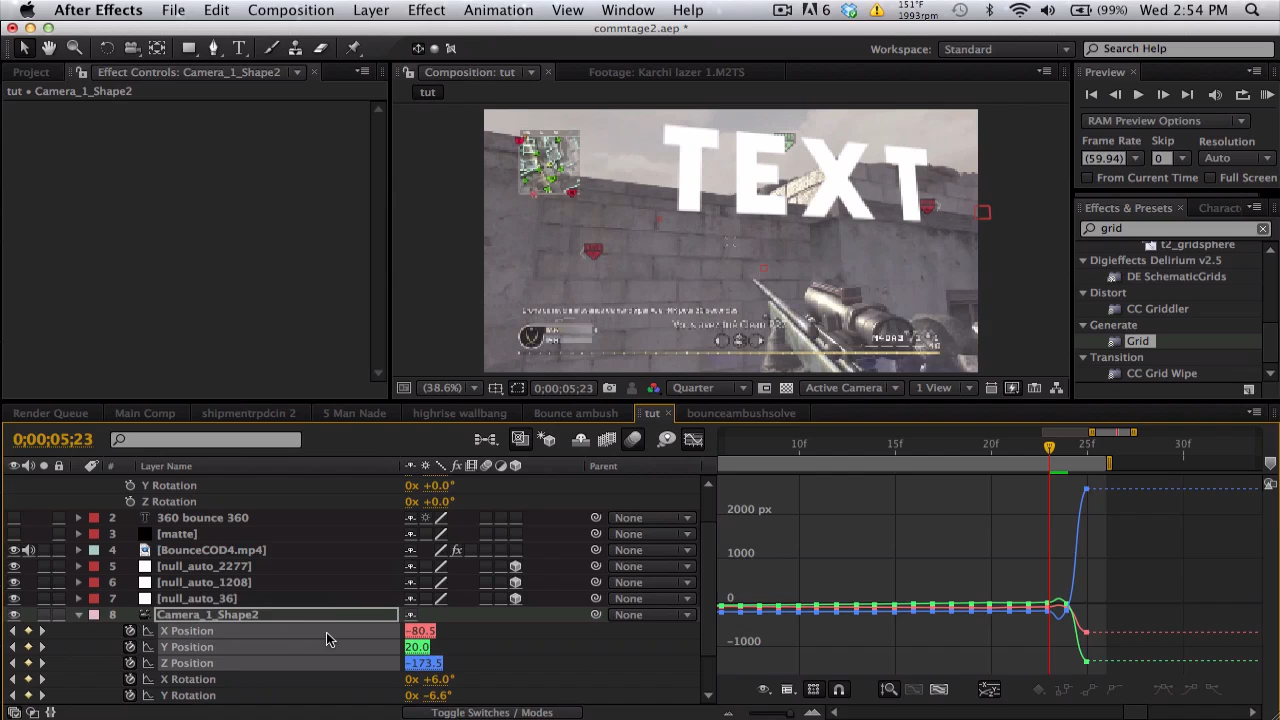 After Effects File Edit Composition Layer Effect Animation View Window Help 6 151°F 1993rpm (99%) Wed 2:54 PM
commtage2.aep *
Workspace: Standard Search Help
Project Effect Controls: Camera_1_Shape2 Composition: tut Footage: Karchi lazer 1.M2TS Preview
tut • Camera_1_Shape2 tut
RAM Preview Options
Frame Rate Skip Resolution
(59.94) (0) Auto
From Current Time Full Screen
TEXT
Effects & Presets Charact
grid
t2_gridsphere
Digieffects Delirium v2.5
DE SchematicGrids
Distort
CC Griddler
Generate
Grid
Transition
CC Grid Wipe
(38.6%) 0;00;05;23 Quarter Active Camera 1 View
Render Queue Main Comp shipmentrpdcin 2 5 Man Nade highrise wallbang Bounce ambush tut bounceambushsolve
0;00;05;23 10f 15f 20f 25f 30f
# Layer Name Parent
Y Rotation 0x +0.0°
Z Rotation 0x +0.0°
2 360 bounce 360 None
3 [matte] None
4 [BounceCOD4.mp4] fx None
5 [null_auto_2277] None
6 [null_auto_1208] None
7 [null_auto_36] None
8 Camera_1_Shape2 None
X Position -80.5
Y Position 20.0
Z Position -173.5
X Rotation 0x +6.0°
Y Rotation 0x -6.6°
2000 px
1000
0
-1000
Toggle Switches / Modes